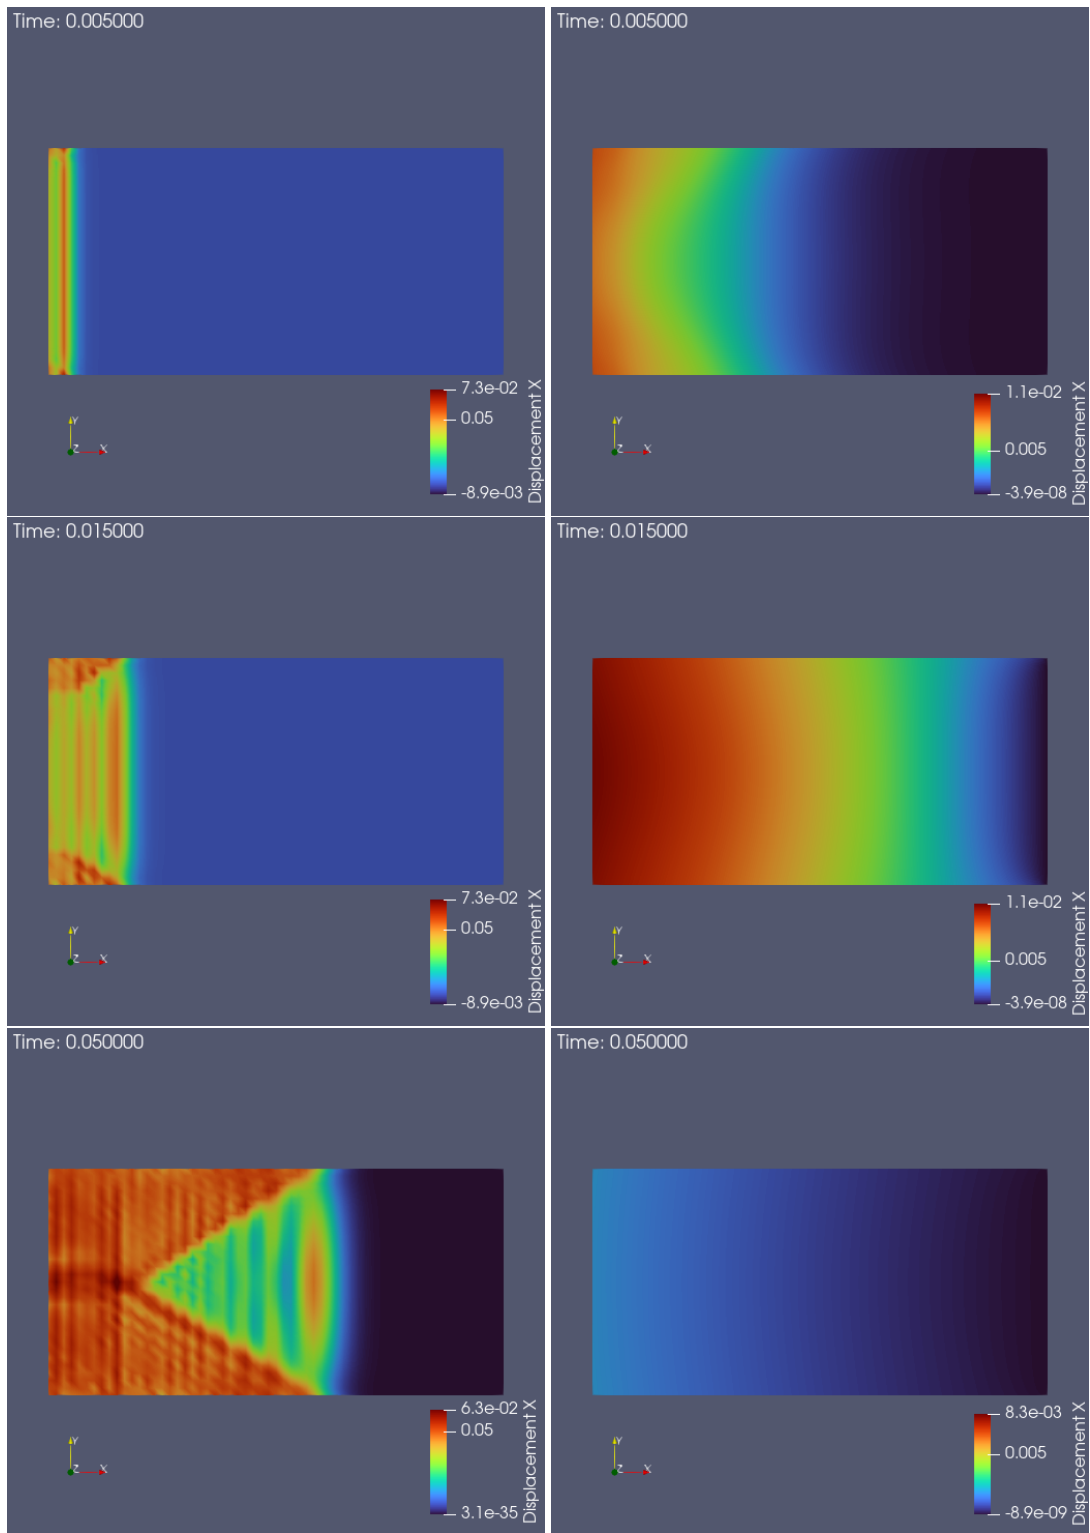 Time: 0.005000
7.3e-02
0.05
-8.9e-03
Displacement X
Y
Z
X
Time: 0.005000
1.1e-02
0.005
-3.9e-08
Displacement X
Y
Z
X
Time: 0.015000
7.3e-02
0.05
-8.9e-03
Displacement X
Y
Z
X
Time: 0.015000
1.1e-02
0.005
-3.9e-08
Displacement X
Y
Z
X
Time: 0.050000
6.3e-02
0.05
3.1e-35
Displacement X
Y
Z
X
Time: 0.050000
8.3e-03
0.005
-8.9e-09
Displacement X
Y
Z
X